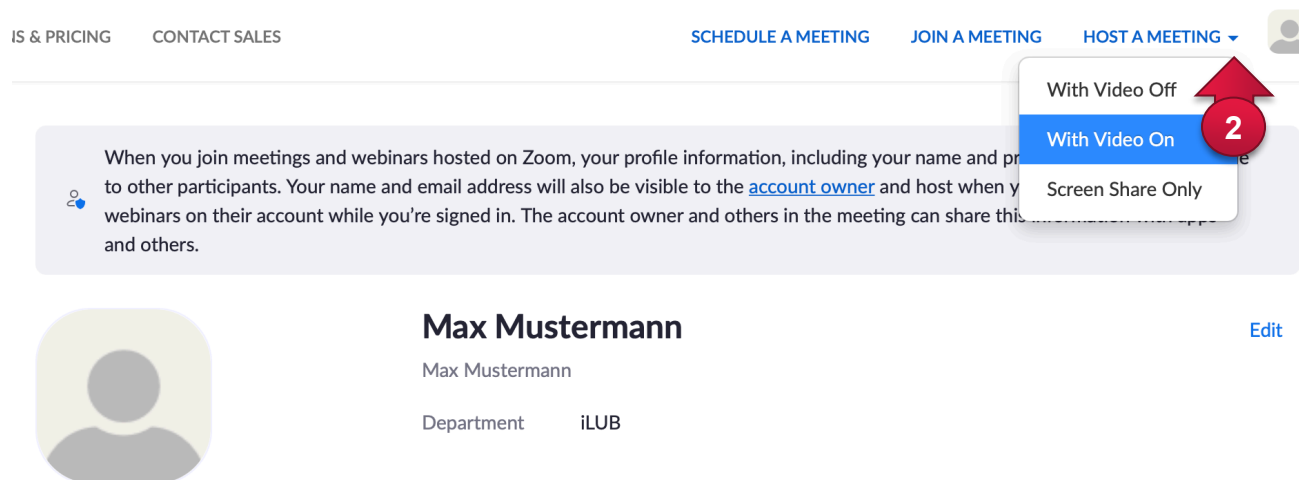 IS & PRICING CONTACT SALES SCHEDULE A MEETING JOIN A MEETING HOST A MEETING
With Video Off
With Video On
Screen Share Only
2
When you join meetings and webinars hosted on Zoom, your profile information, including your name and pr e
to other participants. Your name and email address will also be visible to the account owner and host when y
webinars on their account while you're signed in. The account owner and others in the meeting can share this information with apps
and others.
Max Mustermann
Edit
Max Mustermann
Department iLUB